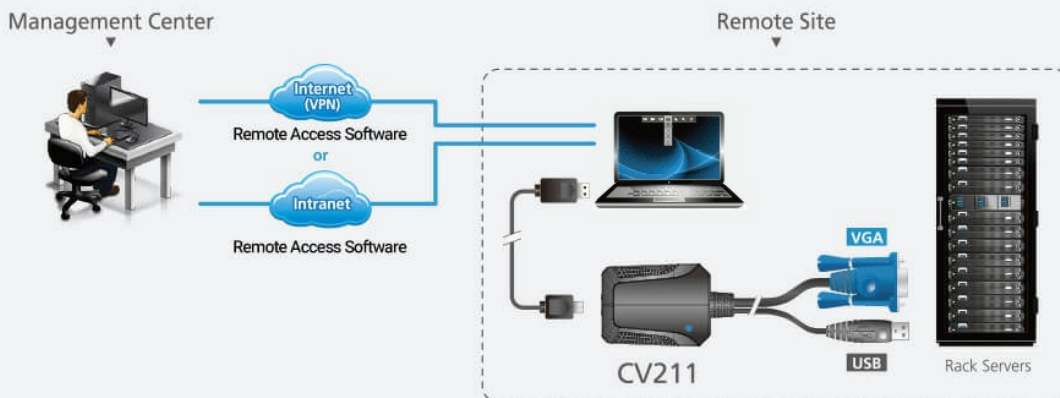 Management Center
Remote Site
Internet
(VPN)
Remote Access Software
or
Intranet
Remote Access Software
VGA
USB
CV211
Rack Servers